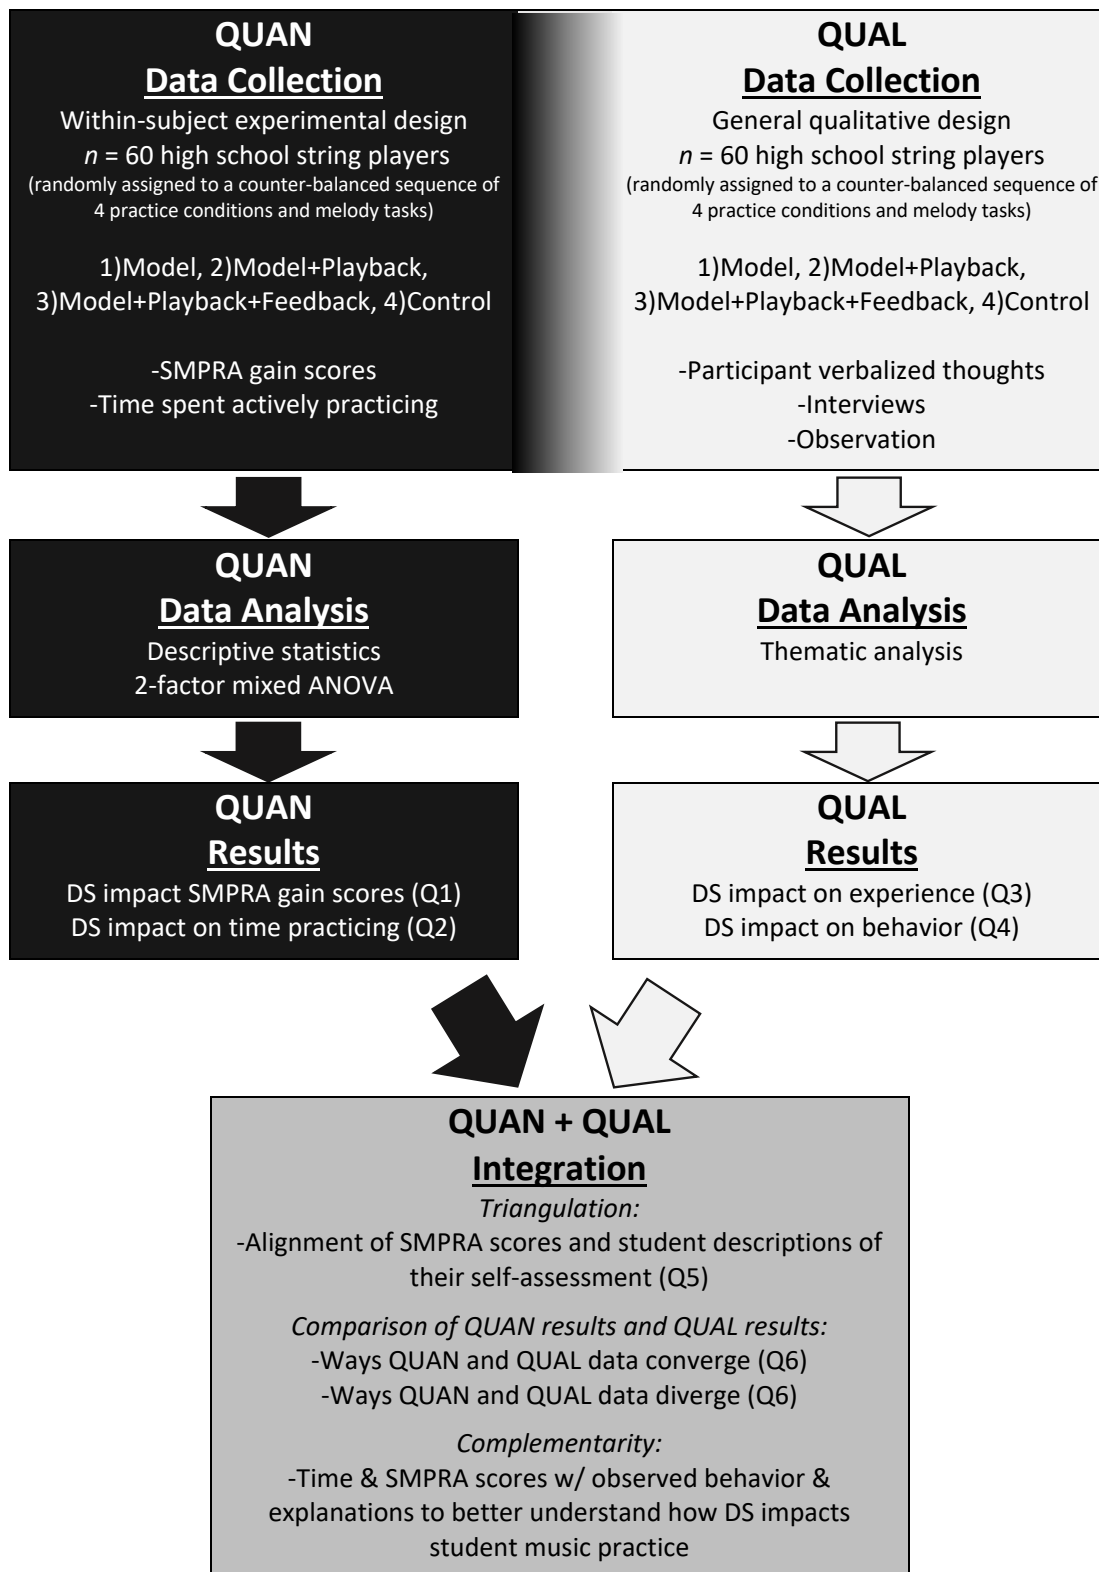 QUAN
Data Collection
Within-subject experimental design
n = 60 high school string players
(randomly assigned to a counter-balanced sequence of
4 practice conditions and melody tasks)
1)Model, 2)Model+Playback,
3)Model+Playback+Feedback, 4)Control
-SMPRA gain scores
-Time spent actively practicing
QUAL
Data Collection
General qualitative design
n = 60 high school string players
(randomly assigned to a counter-balanced sequence of
4 practice conditions and melody tasks)
1)Model, 2)Model+Playback,
3)Model+Playback+Feedback, 4)Control
-Participant verbalized thoughts
-Interviews
-Observation
QUAN
Data Analysis
Descriptive statistics
2-factor mixed ANOVA
QUAL
Data Analysis
Thematic analysis
QUAN
Results
DS impact SMPRA gain scores (Q1)
DS impact on time practicing (Q2)
QUAL
Results
DS impact on experience (Q3)
DS impact on behavior (Q4)
QUAN + QUAL
Integration
Triangulation:
-Alignment of SMPRA scores and student descriptions of
their self-assessment (Q5)
Comparison of QUAN results and QUAL results:
-Ways QUAN and QUAL data converge (Q6)
-Ways QUAN and QUAL data diverge (Q6)
Complementarity:
-Time & SMPRA scores w/ observed behavior &
explanations to better understand how DS impacts
student music practice